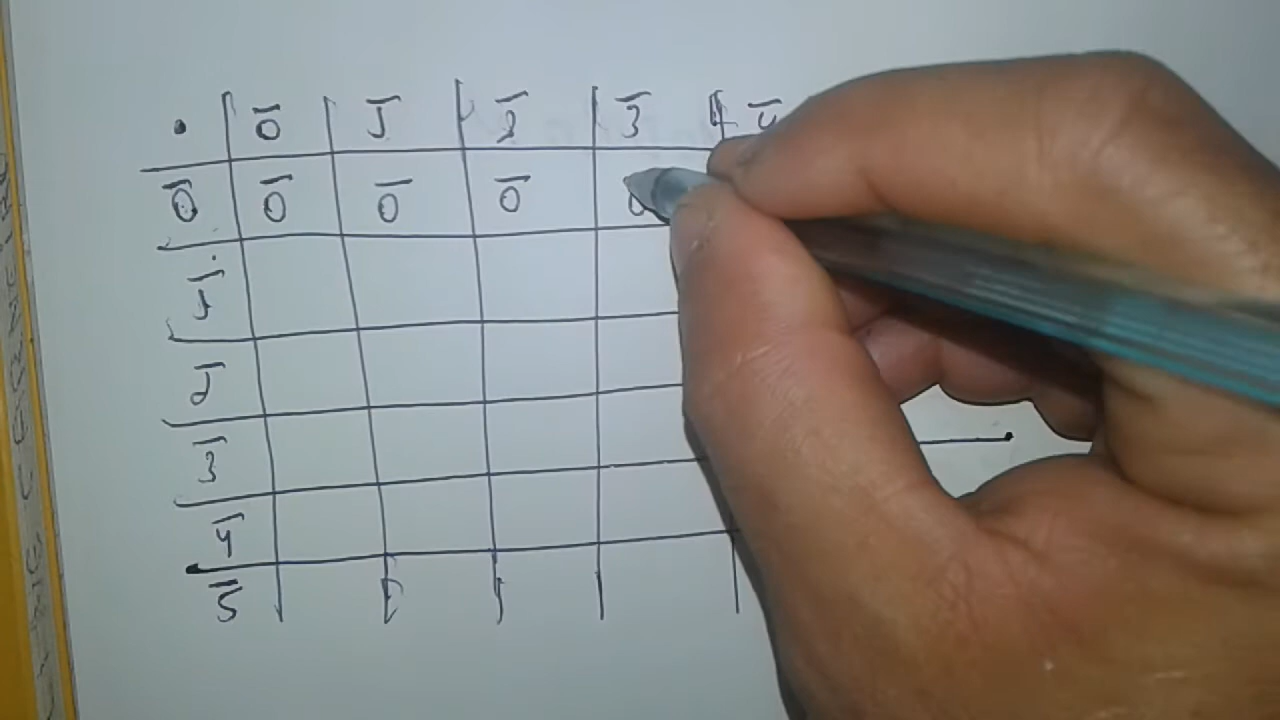 • 0̅ 1̅ 2̅ 3̅ 4̅
0̅ 0̅ 0̅ 0̅ 0
1̅
2̅
3̅
4̅
5̅